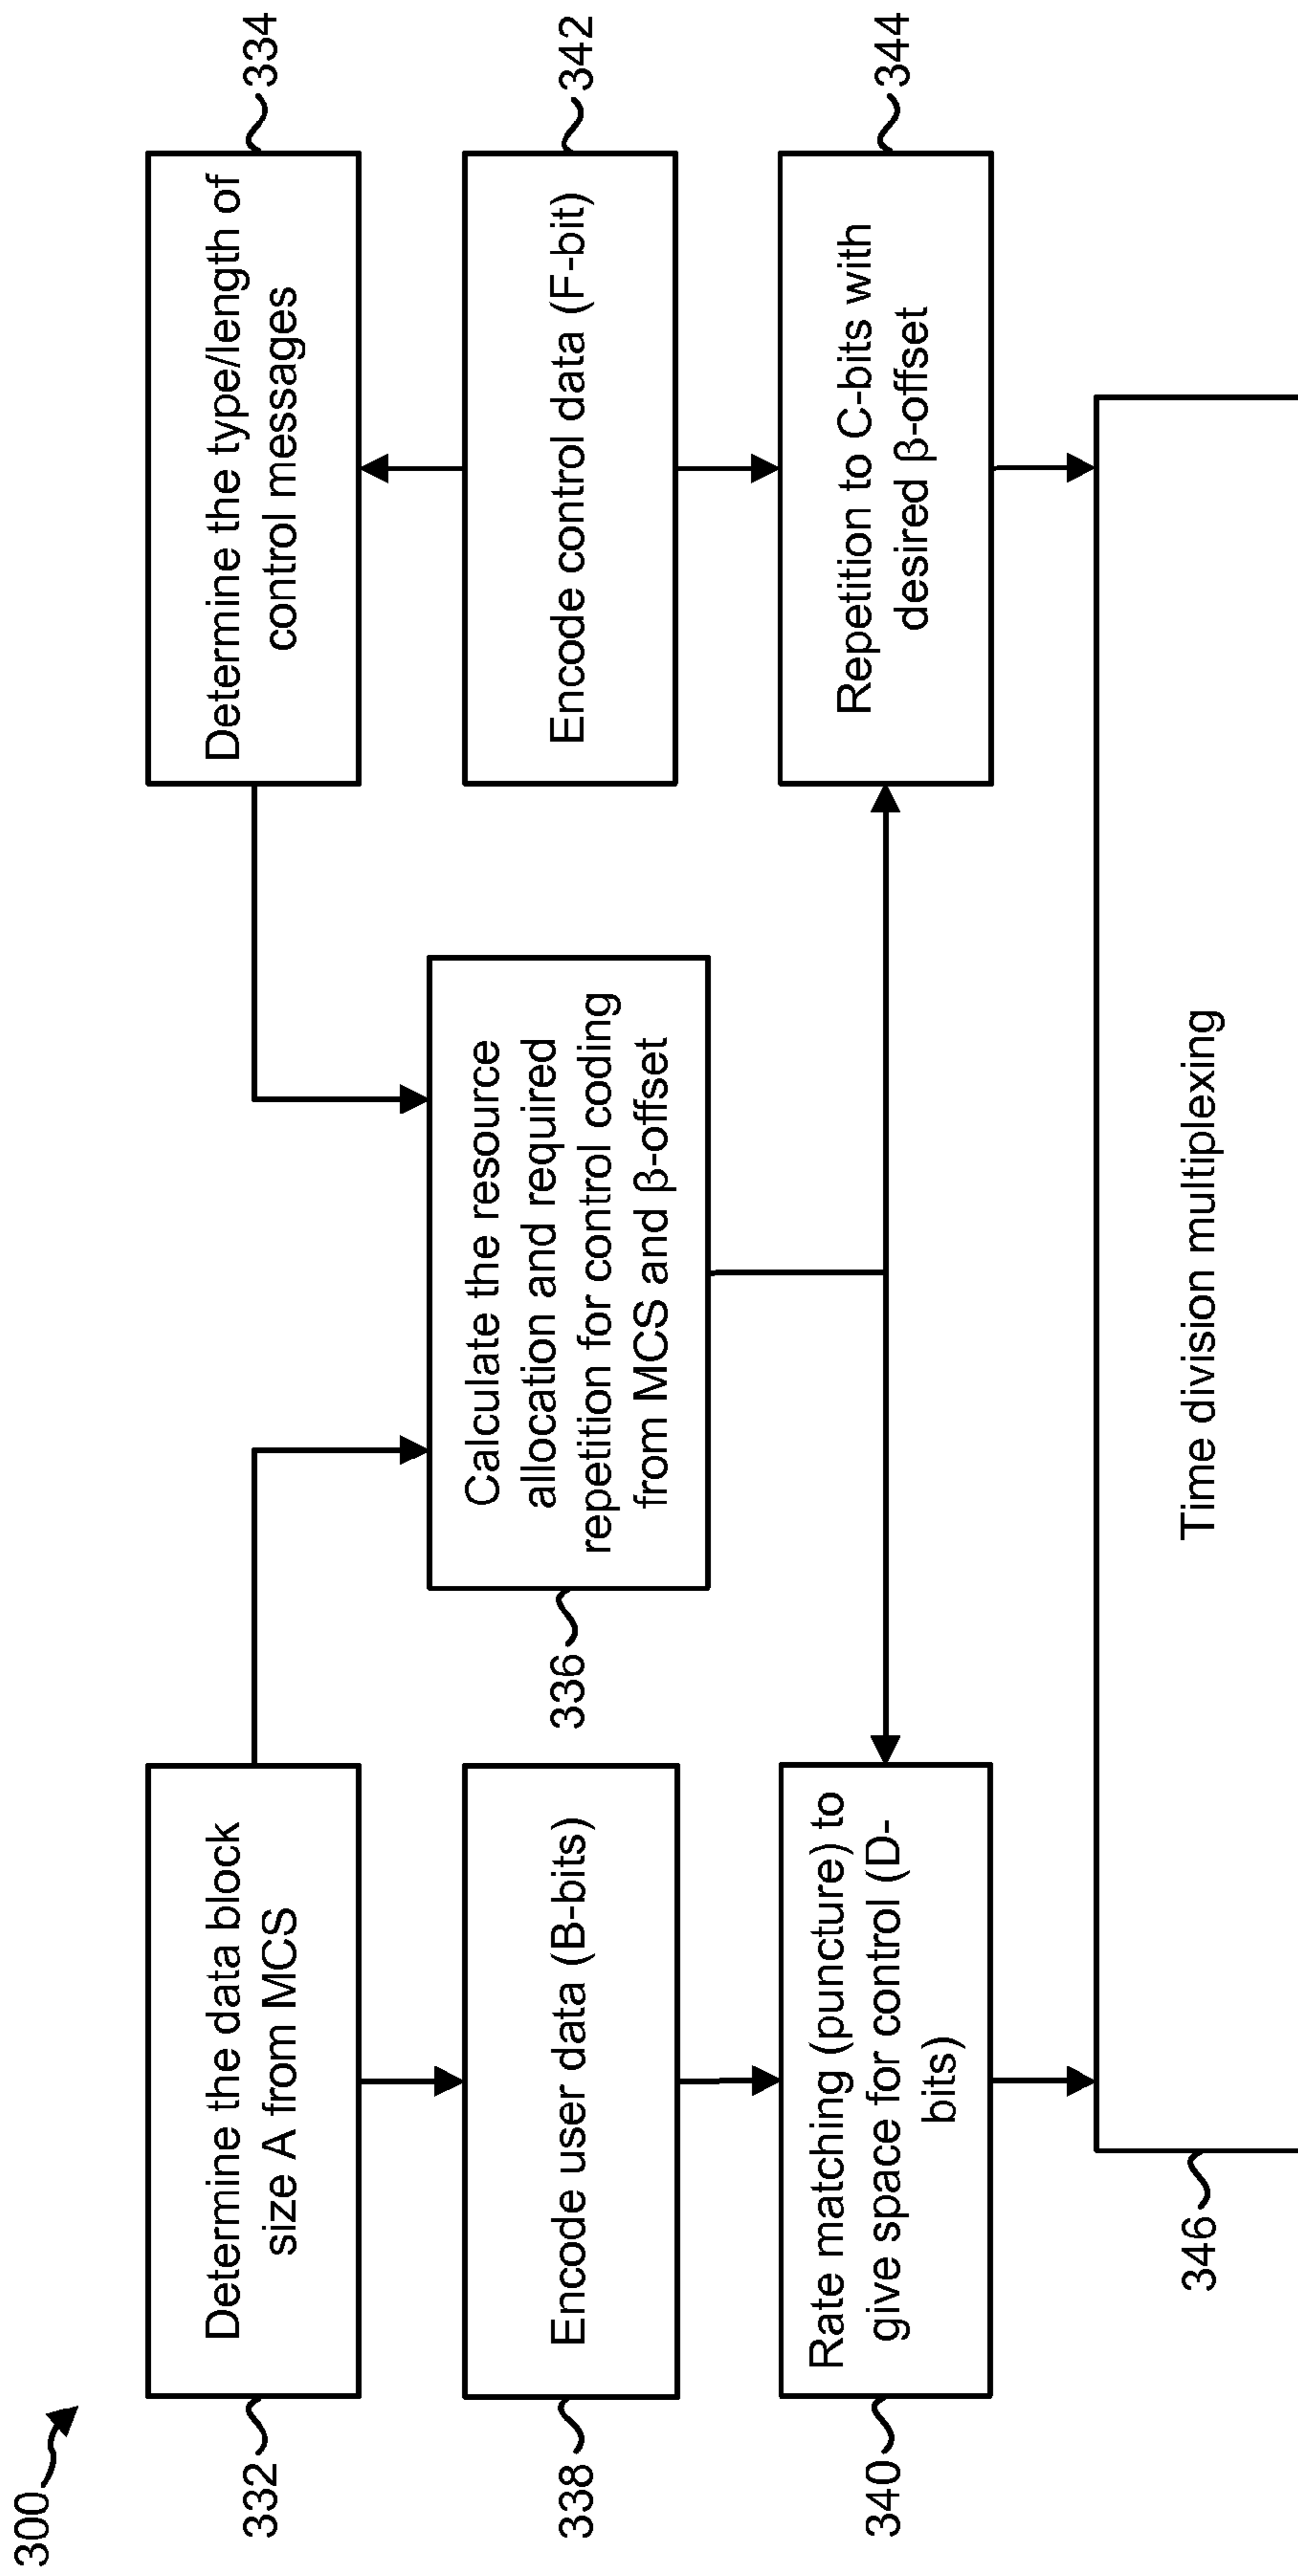 300
332
Determine the data block
size A from MCS
334
Determine the type/length of
control messages
336
Calculate the resource
allocation and required
repetition for control coding
from MCS and β-offset
338
Encode user data (B-bits)
342
Encode control data (F-bit)
340
Rate matching (puncture) to
give space for control (D-
bits)
344
Repetition to C-bits with
desired β-offset
346
Time division multiplexing